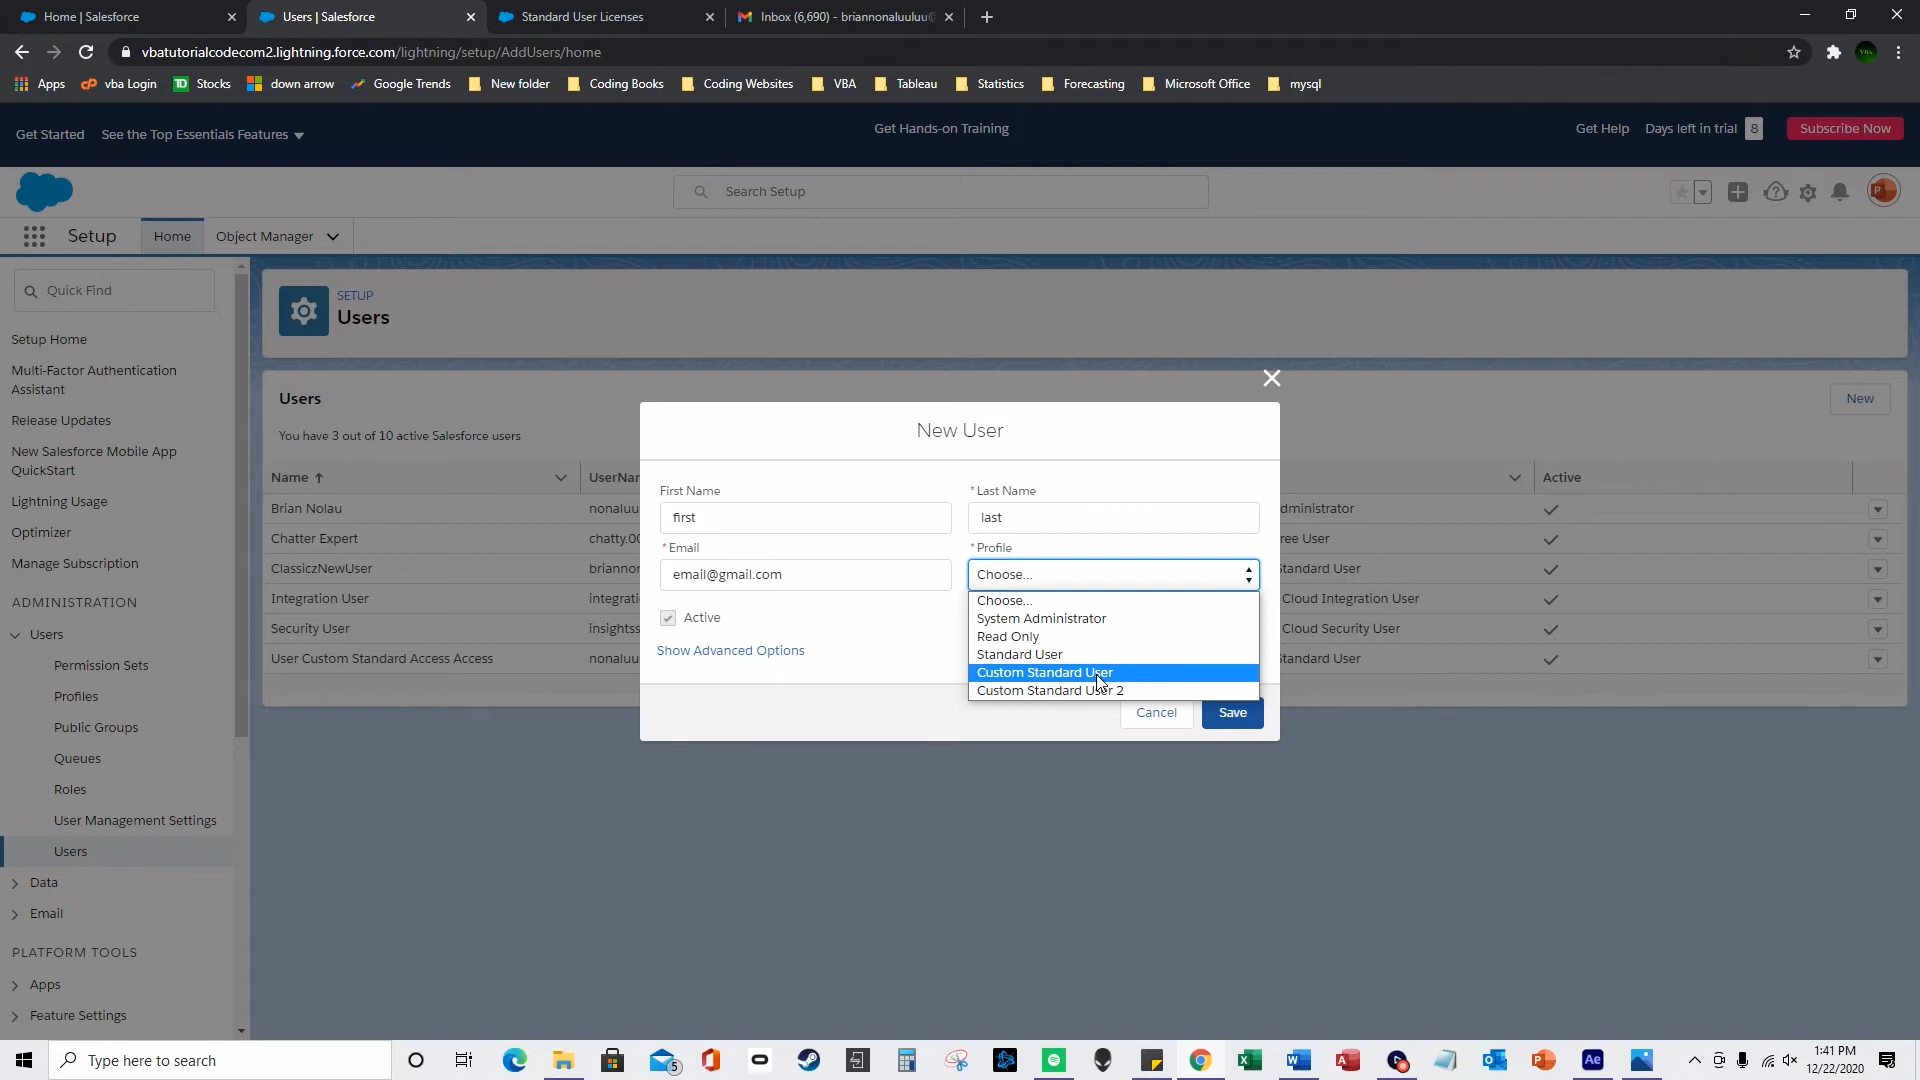 Home | Salesforce
Users | Salesforce
Standard User Licenses
Inbox (6,690) - briannonaluuluu@
vbatutorialcodecom2.lightning.force.com/lightning/setup/AddUsers/home
Apps
vba Login
Stocks
down arrow
Google Trends
New folder
Coding Books
Coding Websites
VBA
Tableau
Statistics
Forecasting
Microsoft Office
mysql
Get Started
See the Top Essentials Features
Get Hands-on Training
Get Help
Days left in trial 8
Subscribe Now
Search Setup
Setup
Home
Object Manager
Quick Find
Setup Home
Multi-Factor Authentication
Assistant
Release Updates
New Salesforce Mobile App
QuickStart
Lightning Usage
Optimizer
Manage Subscription
ADMINISTRATION
Users
Permission Sets
Profiles
Public Groups
Queues
Roles
User Management Settings
Users
Data
Email
PLATFORM TOOLS
Apps
Feature Settings
SETUP
Users
Users
New
You have 3 out of 10 active Salesforce users
Name
UserNam
Active
Brian Nolau nonaluu dministrator
Chatter Expert chatty.00 ree User
ClassiczNewUser briannor tandard User
Integration User integrati Cloud Integration User
Security User insightss Cloud Security User
User Custom Standard Access Access nonaluu tandard User
New User
First Name
first
* Last Name
last
* Email
email@gmail.com
* Profile
Choose...
Choose...
System Administrator
Read Only
Standard User
Custom Standard User
Custom Standard User 2
Active
Show Advanced Options
Cancel
Save
Type here to search
5
1:41 PM
12/22/2020